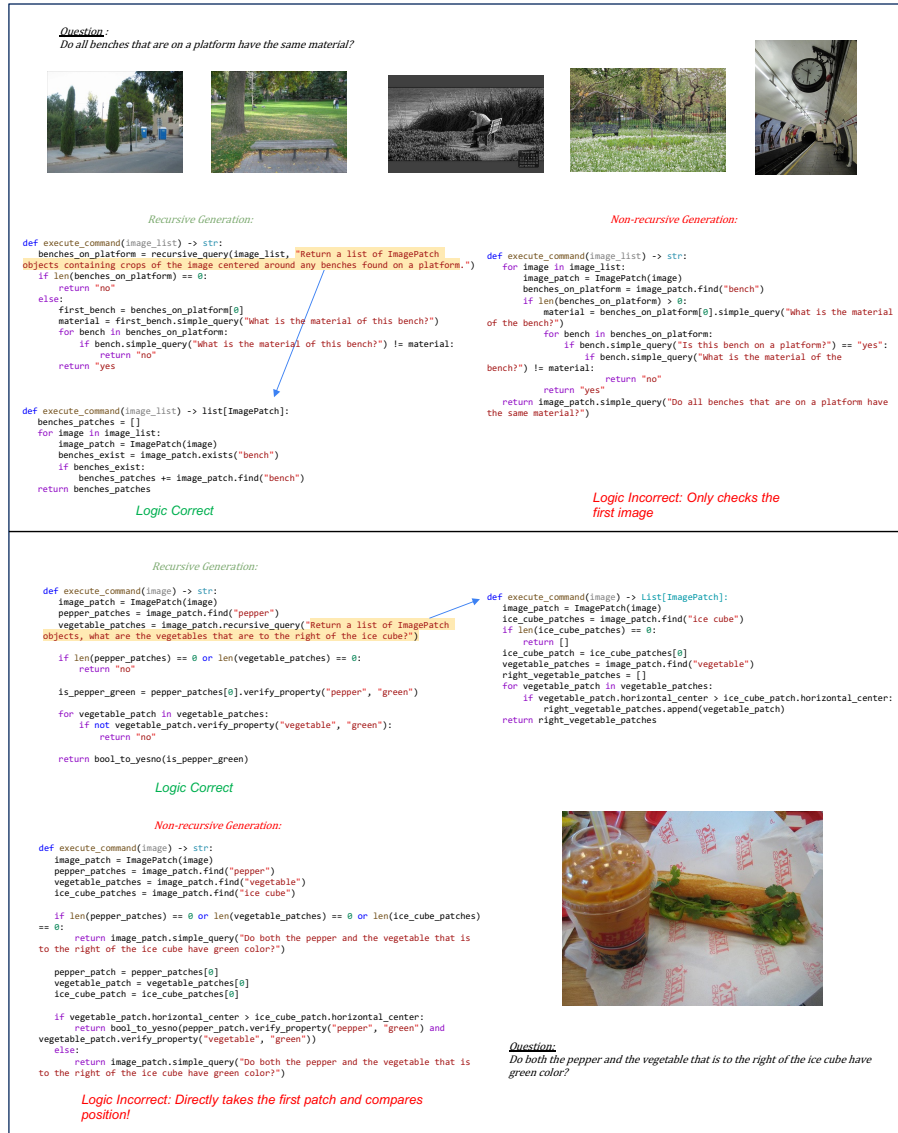 Question :
Do all benches that are on a platform have the same material?
Recursive Generation:
def execute_command(image_list) -> str:
benches_on_platform = recursive_query(image_list, "Return a list of ImagePatch
objects containing crops of the image centered around any benches found on a platform.")
if len(benches_on_platform) == 0:
return "no"
else:
first_bench = benches_on_platform[0]
material = first_bench.simple_query("What is the material of this bench?")
for bench in benches_on_platform:
if bench.simple_query("What is the material of this bench?") != material:
return "no"
return "yes
def execute_command(image_list) -> list[ImagePatch]:
benches_patches = []
for image in image_list:
image_patch = ImagePatch(image)
benches_exist = image_patch.exists("bench")
if benches_exist:
benches_patches += image_patch.find("bench")
return benches_patches
Logic Correct
Non-recursive Generation:
def execute_command(image_list) -> str:
for image in image_list:
image_patch = ImagePatch(image)
benches_on_platform = image_patch.find("bench")
if len(benches_on_platform) > 0:
material = benches_on_platform[0].simple_query("What is the material
of the bench?")
for bench in benches_on_platform:
if bench.simple_query("Is this bench on a platform?") == "yes":
if bench.simple_query("What is the material of the
bench?") != material:
return "no"
return "yes"
return image_patch.simple_query("Do all benches that are on a platform have
the same material?")
Logic Incorrect: Only checks the
first image
Recursive Generation:
def execute_command(image) -> str:
image_patch = ImagePatch(image)
pepper_patches = image_patch.find("pepper")
vegetable_patches = image_patch.recursive_query("Return a list of ImagePatch
objects, what are the vegetables that are to the right of the ice cube?")
if len(pepper_patches) == 0 or len(vegetable_patches) == 0:
return "no"
is_pepper_green = pepper_patches[0].verify_property("pepper", "green")
for vegetable_patch in vegetable_patches:
if not vegetable_patch.verify_property("vegetable", "green"):
return "no"
return bool_to_yesno(is_pepper_green)
Logic Correct
def execute_command(image) -> List[ImagePatch]:
image_patch = ImagePatch(image)
ice_cube_patches = image_patch.find("ice cube")
if len(ice_cube_patches) == 0:
return []
ice_cube_patch = ice_cube_patches[0]
vegetable_patches = image_patch.find("vegetable")
right_vegetable_patches = []
for vegetable_patch in vegetable_patches:
if vegetable_patch.horizontal_center > ice_cube_patch.horizontal_center:
right_vegetable_patches.append(vegetable_patch)
return right_vegetable_patches
Non-recursive Generation:
def execute_command(image) -> str:
image_patch = ImagePatch(image)
pepper_patches = image_patch.find("pepper")
vegetable_patches = image_patch.find("vegetable")
ice_cube_patches = image_patch.find("ice cube")
if len(pepper_patches) == 0 or len(vegetable_patches) == 0 or len(ice_cube_patches)
== 0:
return image_patch.simple_query("Do both the pepper and the vegetable that is
to the right of the ice cube have green color?")
pepper_patch = pepper_patches[0]
vegetable_patch = vegetable_patches[0]
ice_cube_patch = ice_cube_patches[0]
if vegetable_patch.horizontal_center > ice_cube_patch.horizontal_center:
return bool_to_yesno(pepper_patch.verify_property("pepper", "green") and
vegetable_patch.verify_property("vegetable", "green"))
else:
return image_patch.simple_query("Do both the pepper and the vegetable that is
to the right of the ice cube have green color?")
Logic Incorrect: Directly takes the first patch and compares
position!
LEE'S
Question:
Do both the pepper and the vegetable that is to the right of the ice cube have
green color?